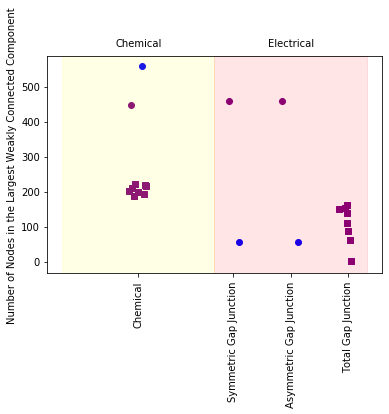 Chemical
Electrical
Number of Nodes in the Largest Weakly Connected Component
500
400
300
200
100
0
Chemical
Symmetric Gap Junction
Asymmetric Gap Junction
Total Gap Junction